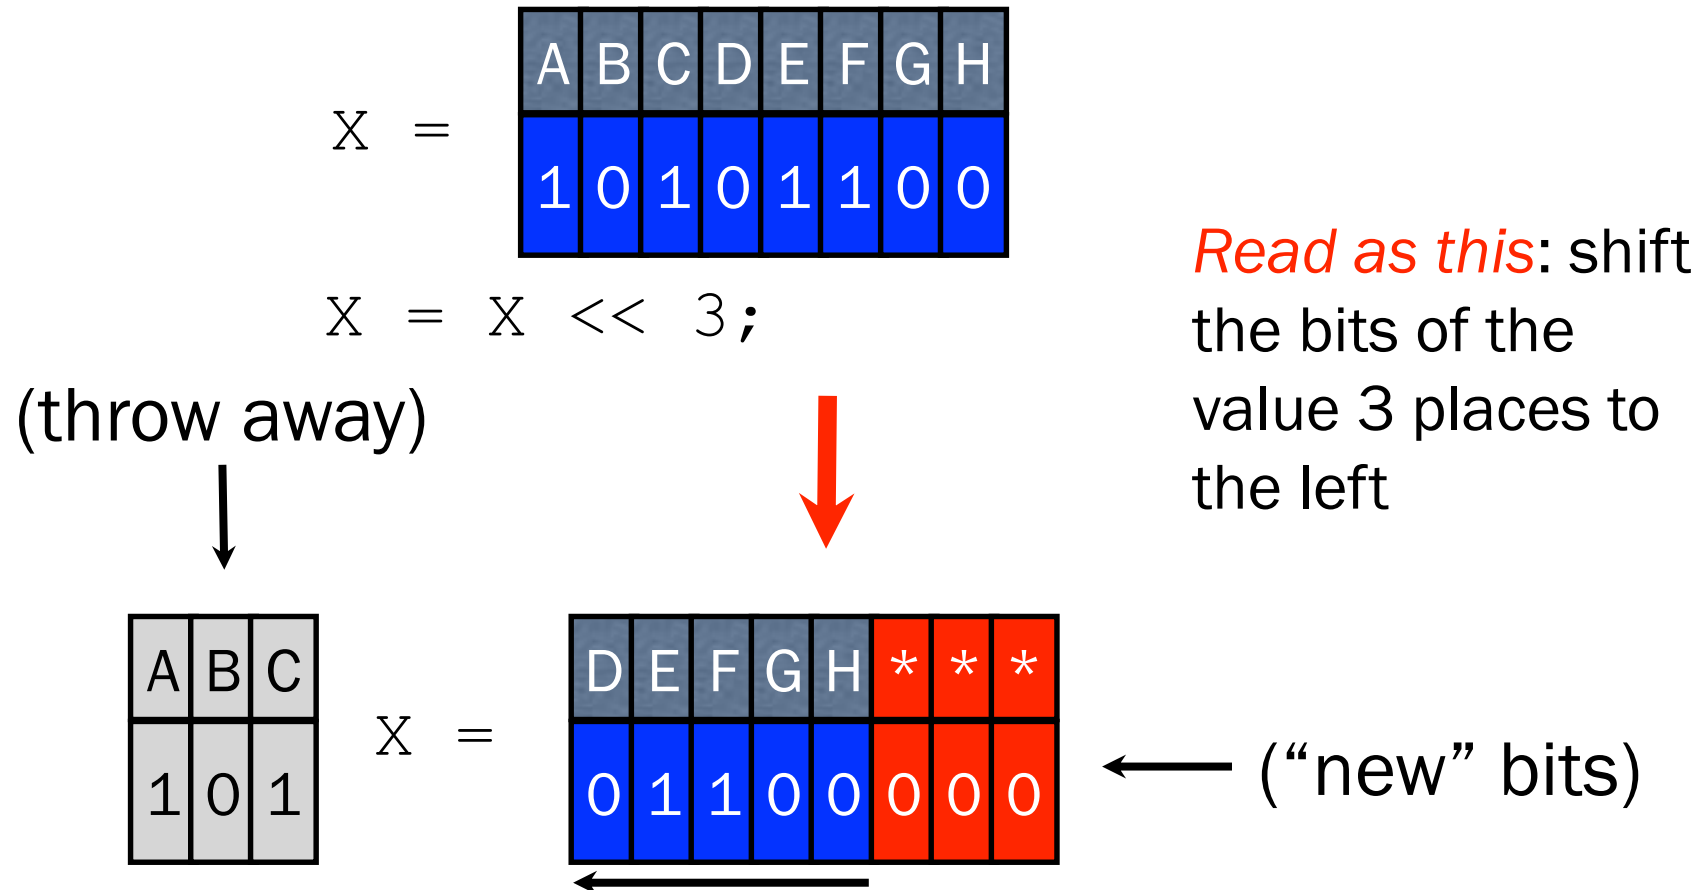 A B C D E F G H
X =
1 0 1 0 1 1 0 0
X = X << 3;
Read as this: shift
the bits of the
value 3 places to
the left
(throw away)
A B C
1 0 1
X =
D E F G H * * *
0 1 1 0 0 0 0 0
(“new” bits)